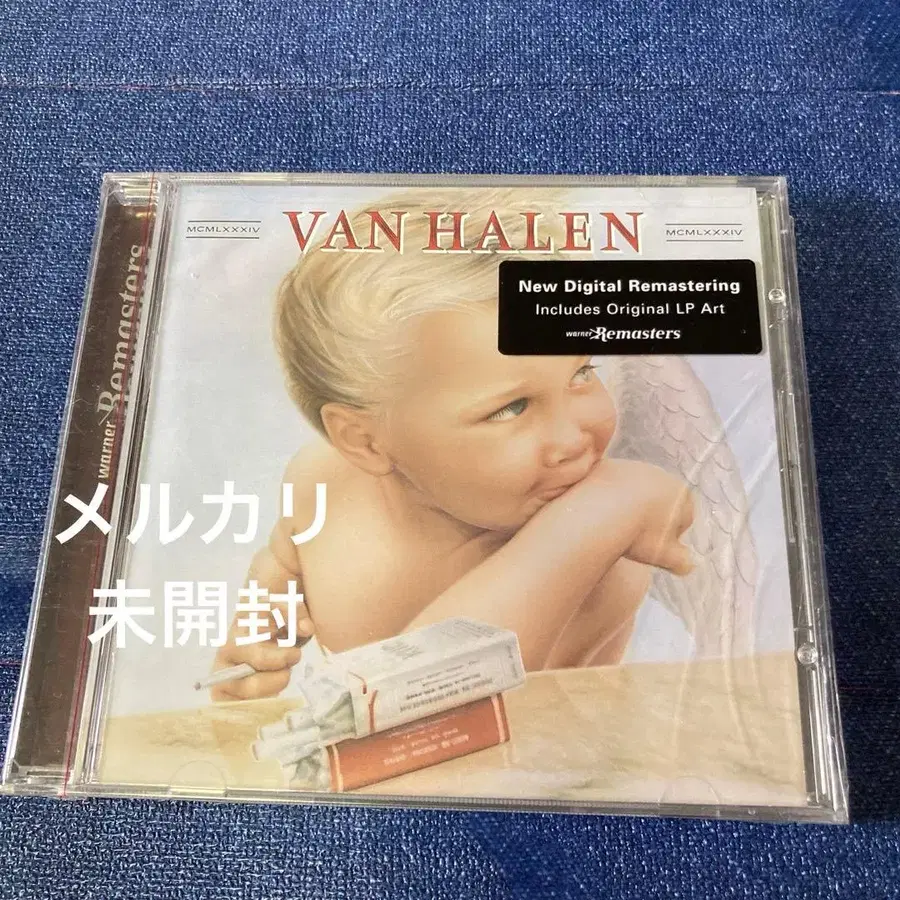 MCMLXXXIV
VAN HALEN
MCMLXXXIV
New Digital Remastering
Includes Original LP Art
warner Remasters
warner Remasters
メルカリ
未開封